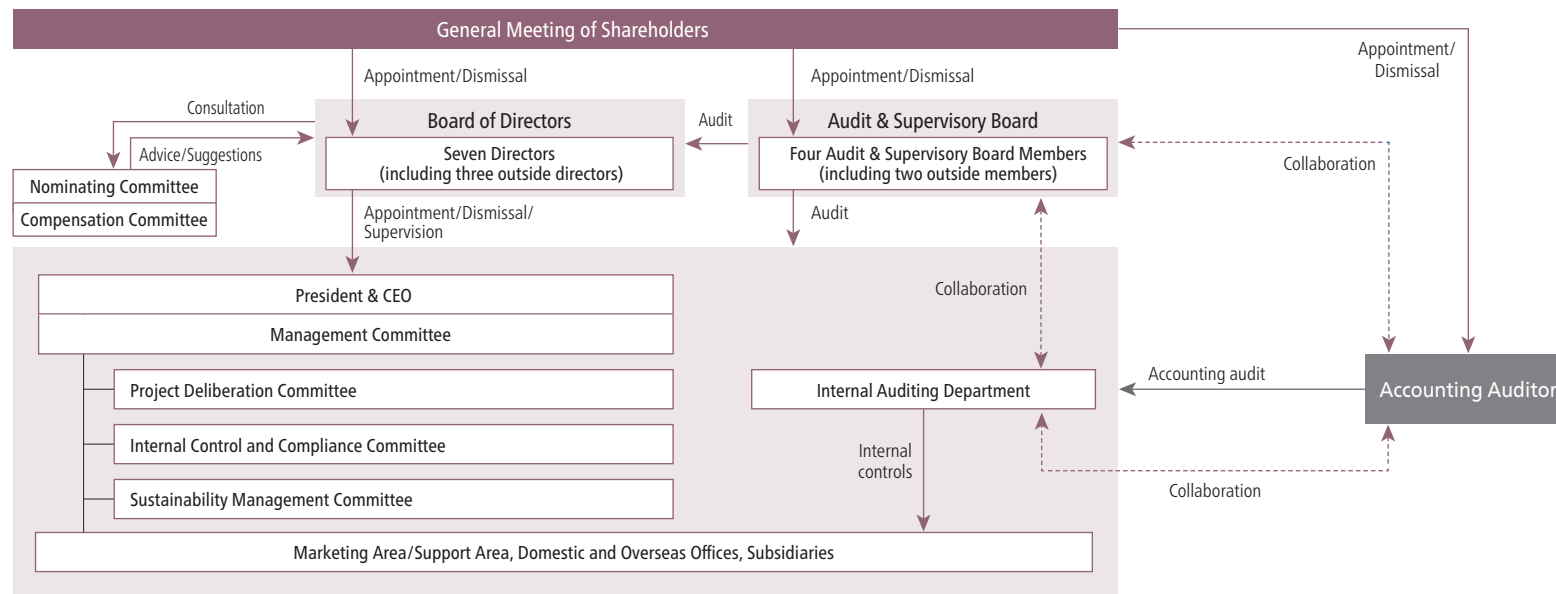 General Meeting of Shareholders
Appointment/Dismissal
Appointment/Dismissal
Appointment/
Dismissal
Consultation
Advice/Suggestions
Board of Directors
Seven Directors
(including three outside directors)
Audit
Audit & Supervisory Board
Four Audit & Supervisory Board Members
(including two outside members)
Collaboration
Nominating Committee
Compensation Committee
Appointment/Dismissal/
Supervision
Audit
President & CEO
Management Committee
Collaboration
Project Deliberation Committee
Internal Control and Compliance Committee
Sustainability Management Committee
Internal Auditing Department
Accounting audit
Accounting Auditor
Internal
controls
Collaboration
Marketing Area/Support Area, Domestic and Overseas Offices, Subsidiaries